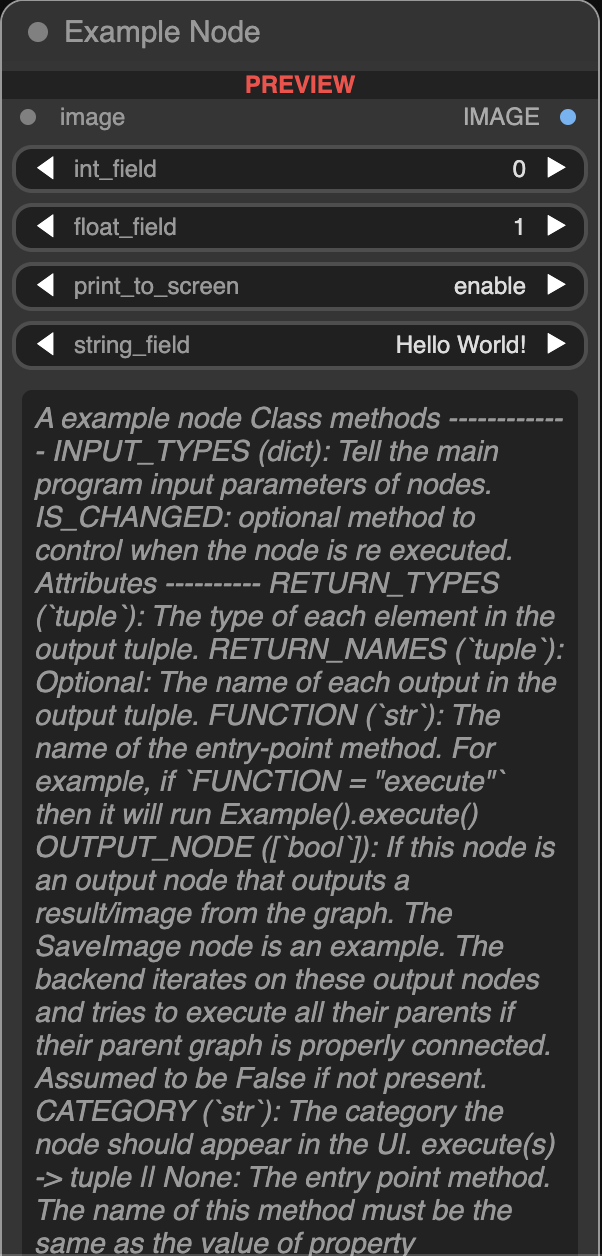 Example Node
PREVIEW
image IMAGE
int_field 0
float_field 1
print_to_screen enable
string_field Hello World!
A example node Class methods ------------
- INPUT_TYPES (dict): Tell the main
program input parameters of nodes.
IS_CHANGED: optional method to
control when the node is re executed.
Attributes ---------- RETURN_TYPES
(`tuple`): The type of each element in the
output tulple. RETURN_NAMES (`tuple`):
Optional: The name of each output in the
output tulple. FUNCTION (`str`): The
name of the entry-point method. For
example, if `FUNCTION = "execute"`
then it will run Example().execute()
OUTPUT_NODE ([`bool`]): If this node is
an output node that outputs a
result/image from the graph. The
SaveImage node is an example. The
backend iterates on these output nodes
and tries to execute all their parents if
their parent graph is properly connected.
Assumed to be False if not present.
CATEGORY (`str`): The category the
node should appear in the UI. execute(s)
-> tuple || None: The entry point method.
The name of this method must be the
same as the value of property